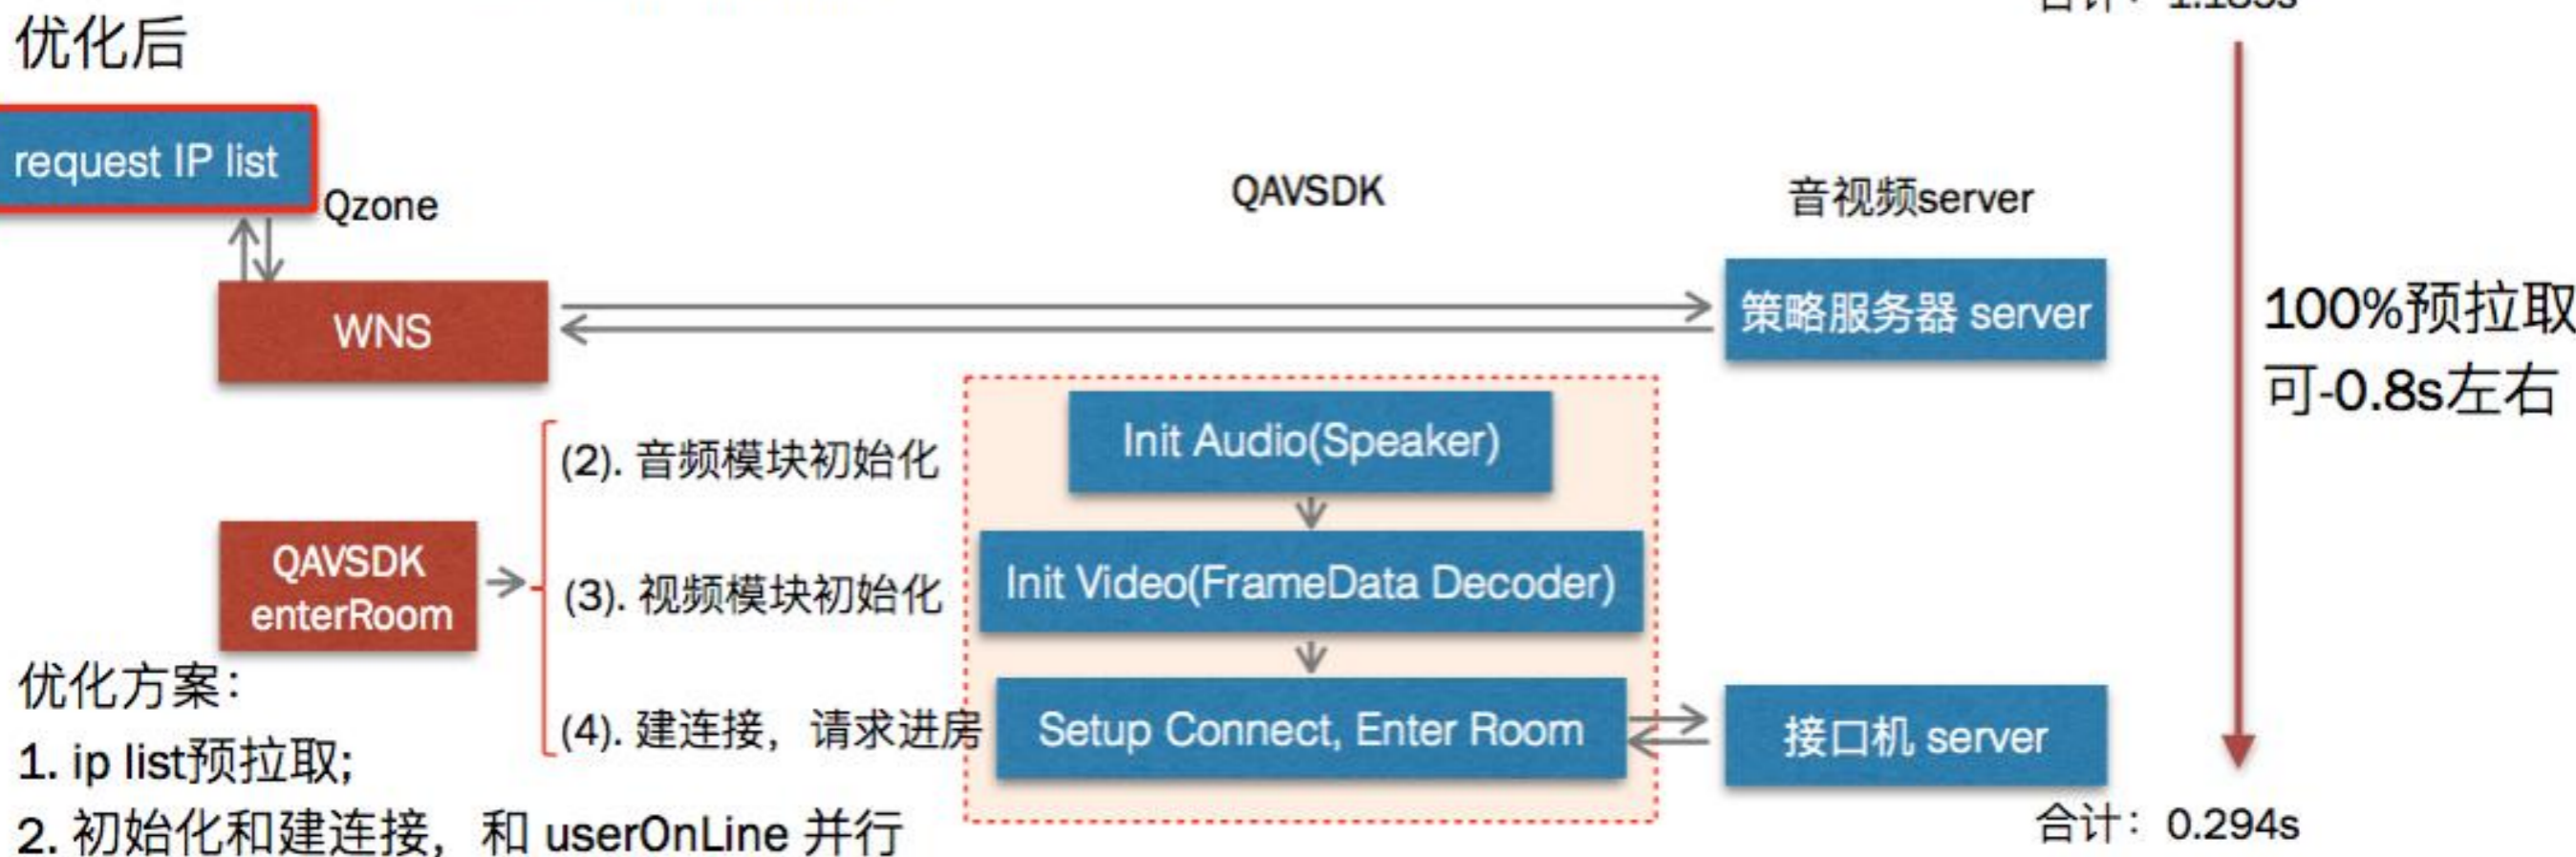 优化后
request IP list
Qzone
QAVSDK
音视频server
WNS
策略服务器 server
100%预拉取
可-0.8s左右
(2). 音频模块初始化
Init Audio(Speaker)
QAVSDK
enterRoom
(3). 视频模块初始化
Init Video(FrameData Decoder)
(4). 建连接，请求进房
Setup Connect, Enter Room
接口机 server
优化方案：
1. ip list预拉取;
2. 初始化和建连接，和 userOnLine 并行
合计：0.294s